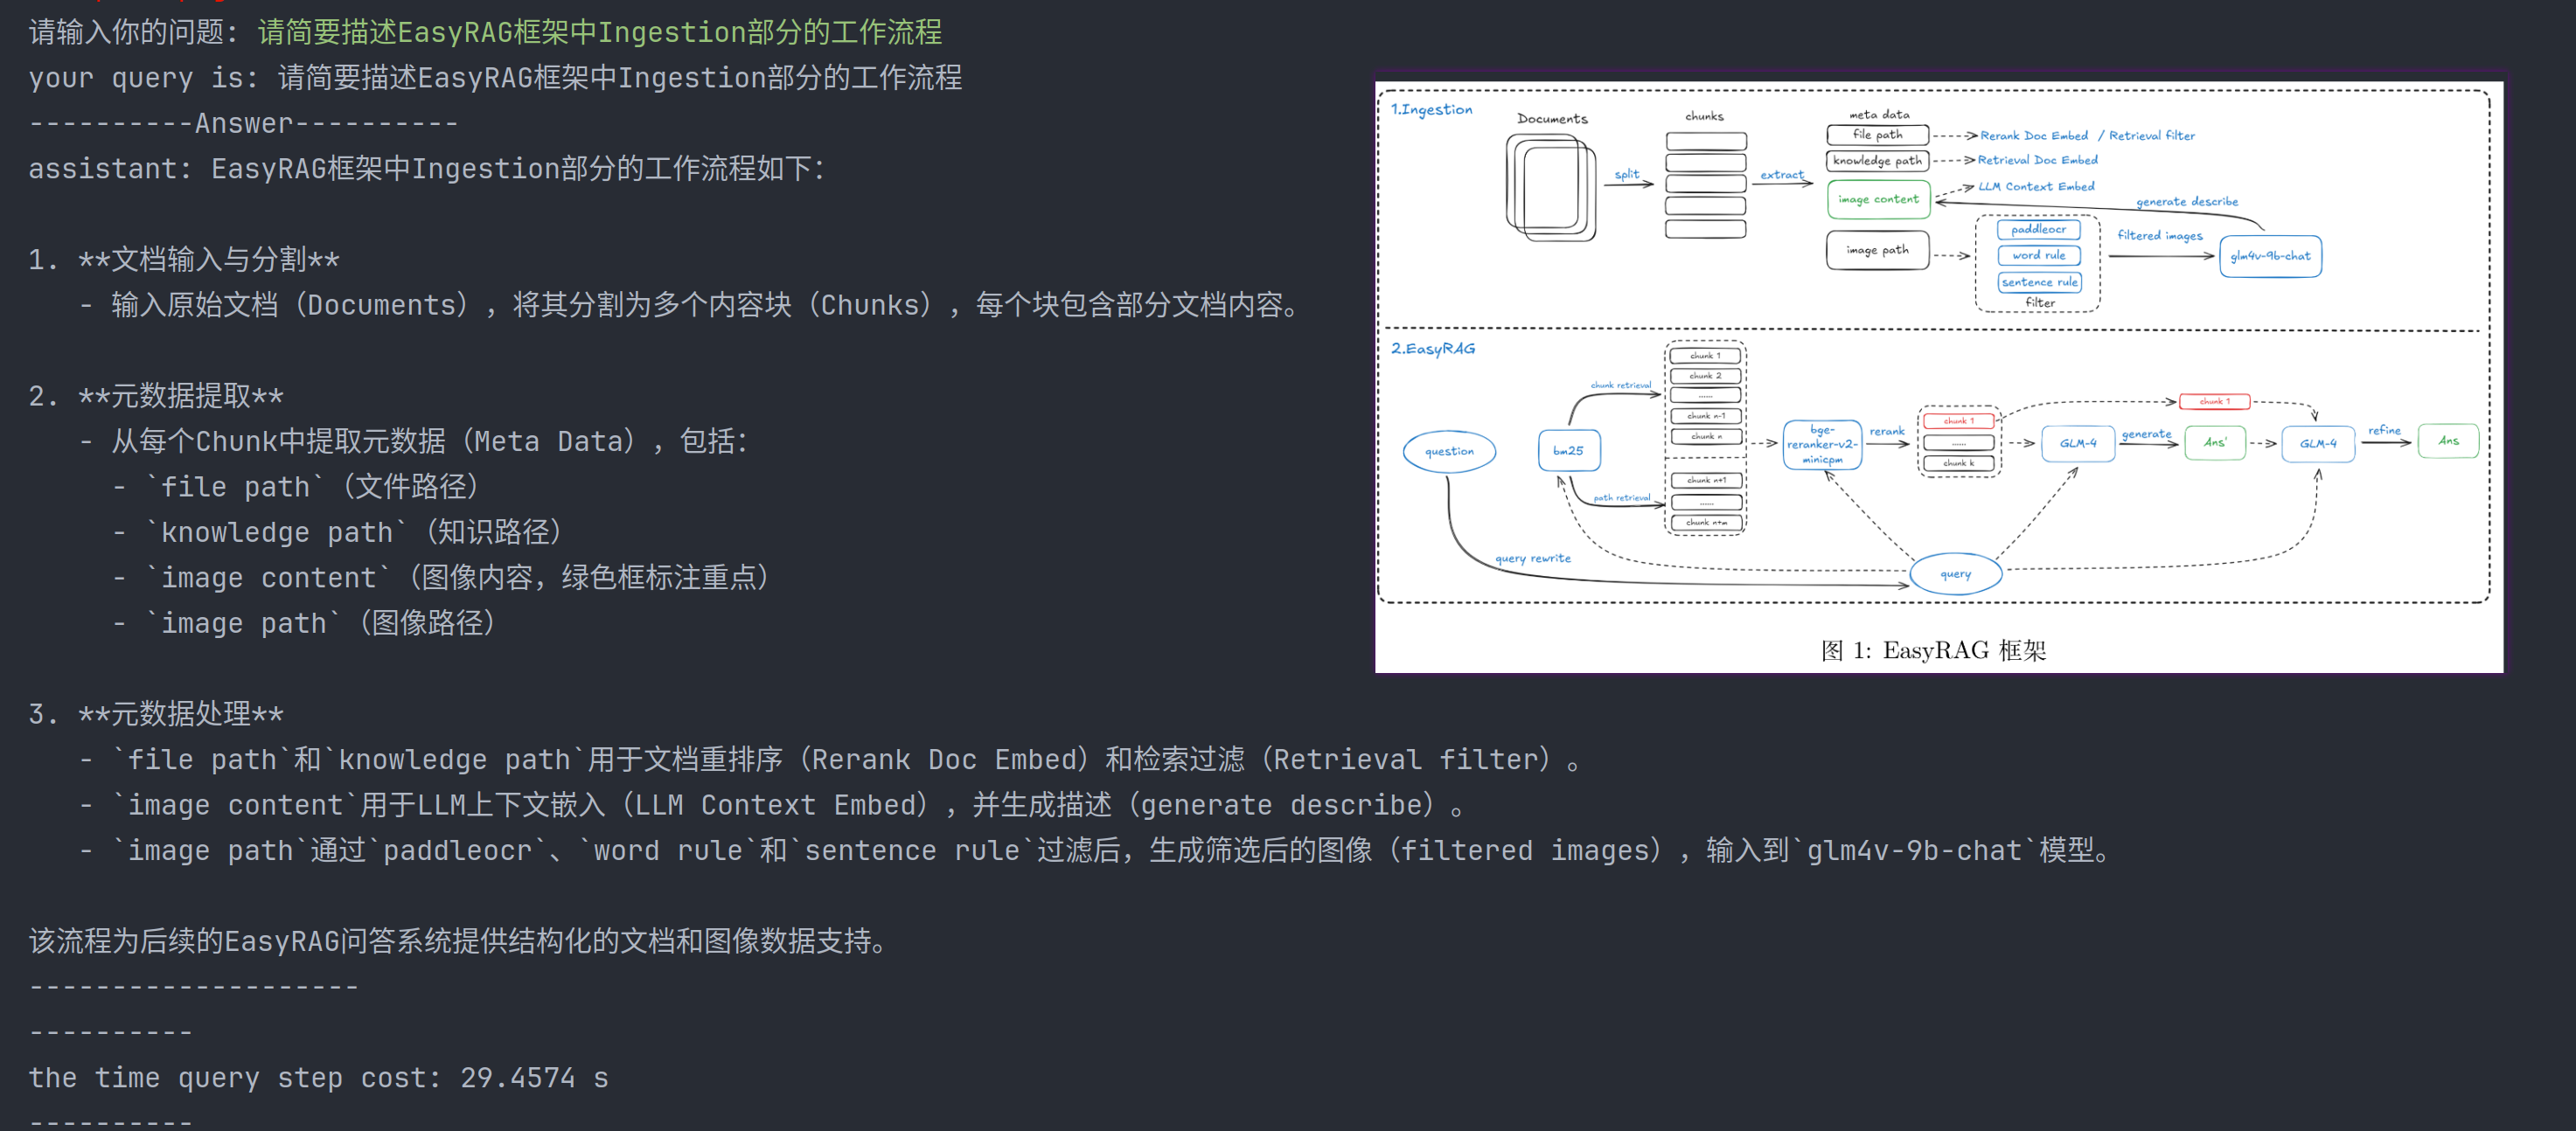 请输入你的问题: 请简要描述EasyRAG框架中Ingestion部分的工作流程
your query is: 请简要描述EasyRAG框架中Ingestion部分的工作流程
----------Answer----------
assistant: EasyRAG框架中Ingestion部分的工作流程如下：
1. **文档输入与分割**
- 输入原始文档（Documents），将其分割为多个内容块（Chunks），每个块包含部分文档内容。
2. **元数据提取**
- 从每个Chunk中提取元数据（Meta Data），包括：
- `file path`（文件路径）
- `knowledge path`（知识路径）
- `image content`（图像内容，绿色框标注重点）
- `image path`（图像路径）
3. **元数据处理**
- `file path`和`knowledge path`用于文档重排序（Rerank Doc Embed）和检索过滤（Retrieval filter）。
- `image content`用于LLM上下文嵌入（LLM Context Embed），并生成描述（generate describe）。
- `image path`通过`paddleocr`、`word rule`和`sentence rule`过滤后，生成筛选后的图像（filtered images），输入到`glm4v-9b-chat`模型。
该流程为后续的EasyRAG问答系统提供结构化的文档和图像数据支持。
--------------------
----------
the time query step cost: 29.4574 s
----------
1.Ingestion
Documents
split
chunks
extract
meta data
file path
Rerank Doc Embed / Retrieval filter
knowledge path
Retrieval Doc Embed
image content
LLM Context Embed
generate describe
image path
paddleocr
word rule
sentence rule
filter
filtered images
glm4v-9b-chat
2.EasyRAG
question
bm25
chunk retrieval
path retrieval
chunk 1
chunk 2
......
chunk n-1
chunk n
chunk n+1
......
chunk n+m
bge-
reranker-v2-
minicpm
rerank
chunk 1
......
chunk k
GLM-4
generate
chunk 1
Ans'
GLM-4
refine
Ans
query rewrite
query
图 1: EasyRAG 框架